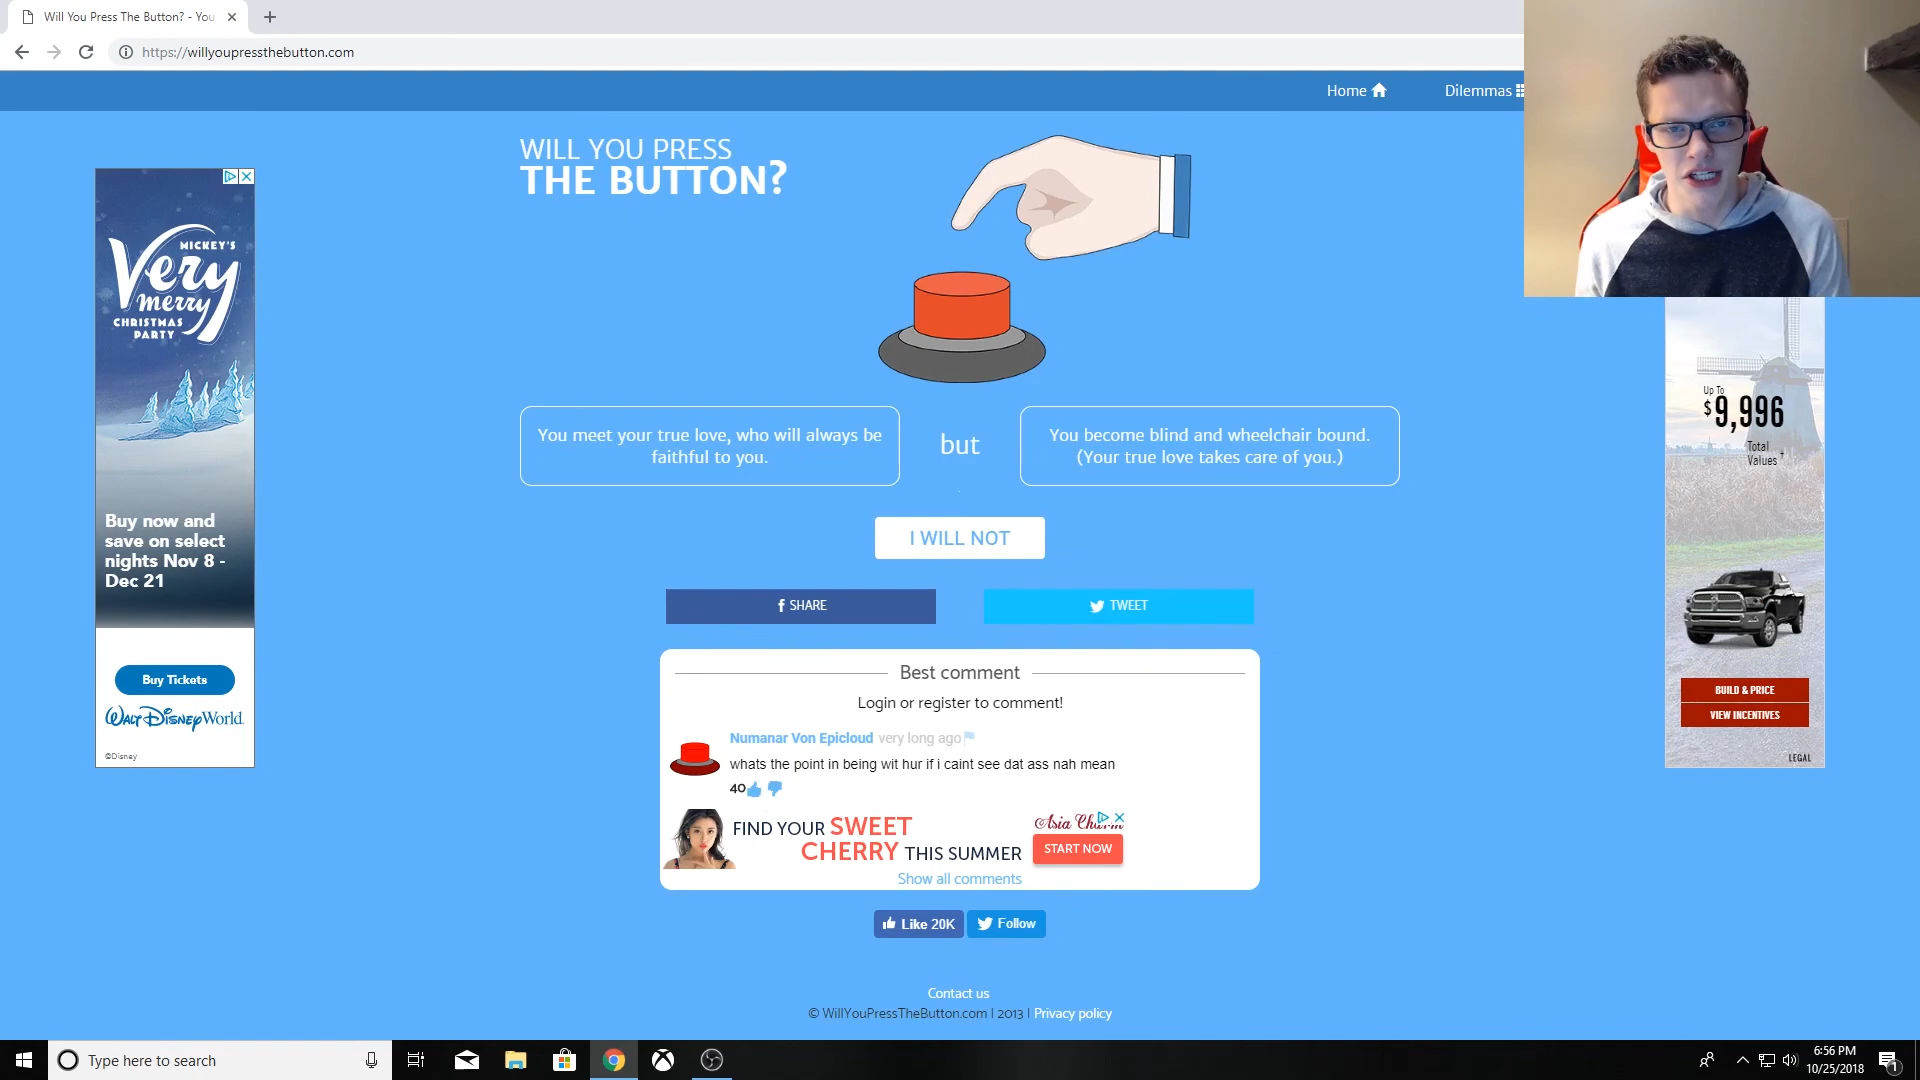 Will You Press The Button? - You
https://willyoupressthebutton.com
Home
Dilemmas
WILL YOU PRESS
THE BUTTON?
MICKEY'S
Very
merry
CHRISTMAS
PARTY
Buy now and
save on select
nights Nov 8 -
Dec 21
Buy Tickets
WALT DISNEY World
©Disney
You meet your true love, who will always be
faithful to you.
but
You become blind and wheelchair bound.
(Your true love takes care of you.)
I WILL NOT
SHARE
TWEET
Best comment
Login or register to comment!
Numanar Von Epicloud very long ago
whats the point in being wit hur if i caint see dat ass nah mean
40
FIND YOUR SWEET
CHERRY THIS SUMMER
Asia Charm
START NOW
Show all comments
Like 20K
Follow
Contact us
© WillYouPressTheButton.com | 2013 | Privacy policy
Up To
$9,996
Total
Values†
BUILD & PRICE
VIEW INCENTIVES
LEGAL
Type here to search
6:56 PM
10/25/2018
1